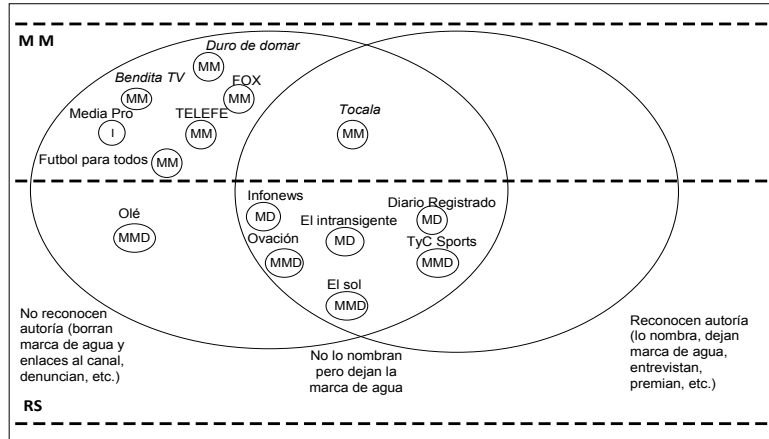 M M
Duro de domar
MM
Bendita TV
MM
FOX
MM
Media Pro
I
TELEFE
MM
Tocala
MM
Futbol para todos
MM
Infonews
MD
Diario Registrado
MD
Olé
MMD
El intransigente
MD
Ovación
MMD
TyC Sports
MMD
El sol
MMD
No reconocen
autoría (borran
marca de agua y
enlaces al canal,
denuncian, etc.)
No lo nombran
pero dejan la
marca de agua
Reconocen autoría
(lo nombra, dejan
marca de agua,
entrevistan,
premian, etc.)
RS